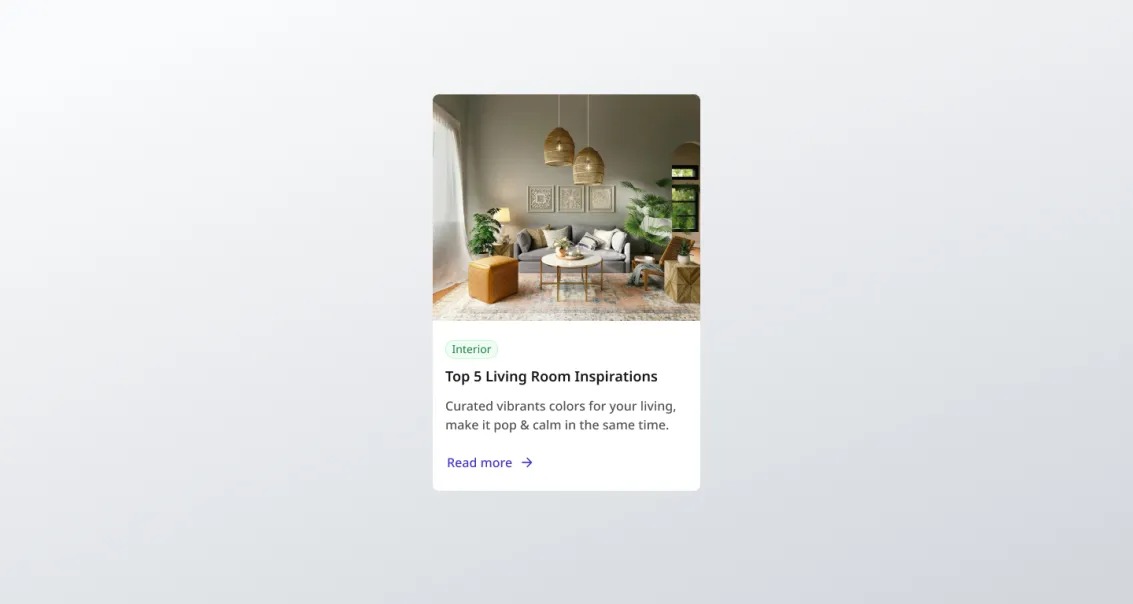 Interior
Top 5 Living Room Inspirations
Curated vibrants colors for your living,
make it pop & calm in the same time.
Read more →